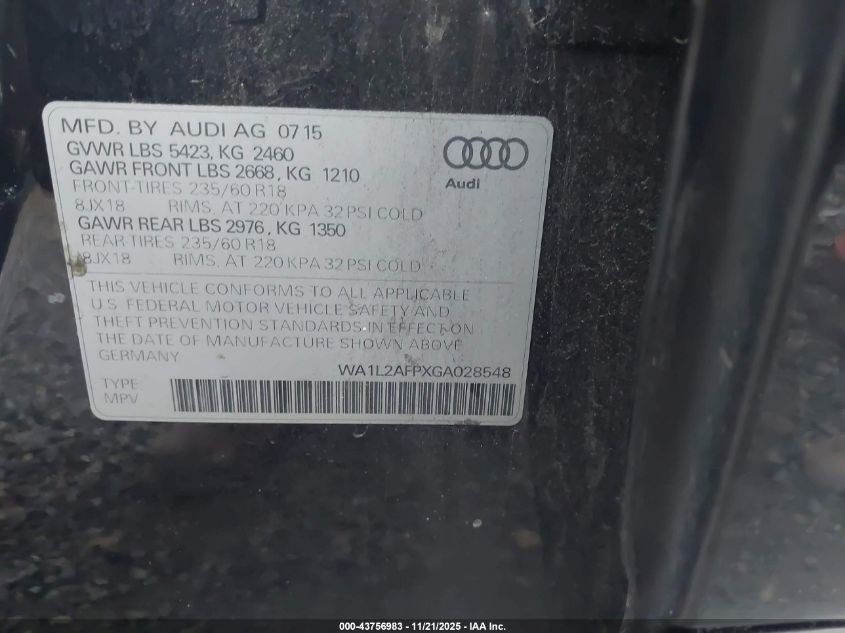 MFD. BY AUDI AG 07 15
GVWR LBS 5423, KG 2460
GAWR FRONT LBS 2668, KG 1210
FRONT-TIRES 235/60 R18
8JX18 RIMS, AT 220 KPA 32 PSI COLD
GAWR REAR LBS 2976, KG 1350
REAR TIRES 235/60 R18
8JX18 RIMS, AT 220 KPA 32 PSI COLD
Audi
THIS VEHICLE CONFORMS TO ALL APPLICABLE
U.S. FEDERAL MOTOR VEHICLE SAFETY AND
THEFT PREVENTION STANDARDS IN EFFECT ON
THE DATE OF MANUFACTURE SHOWN ABOVE
GERMANY
WA1L2AFPXGA028548
TYPE
MPV
000-43756983 - 11/21/2025 - IAA Inc.